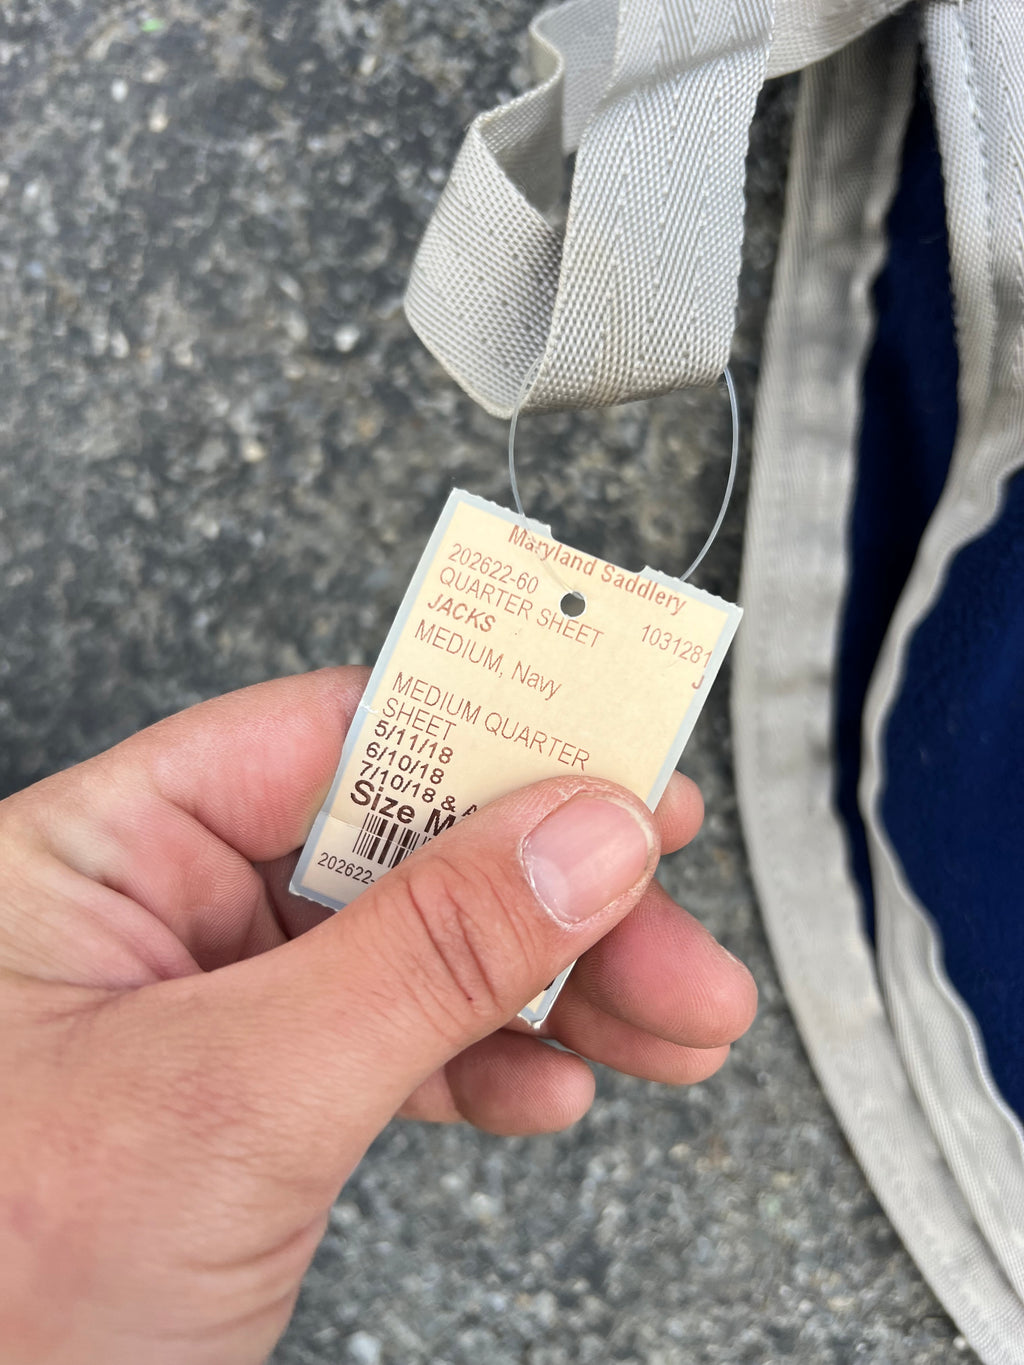 Maryland Saddlery
202622-60
QUARTER SHEET
JACKS 1031281
MEDIUM, Navy J
MEDIUM QUARTER
SHEET
5/11/18
6/10/18
7/10/18 &
Size
202622-